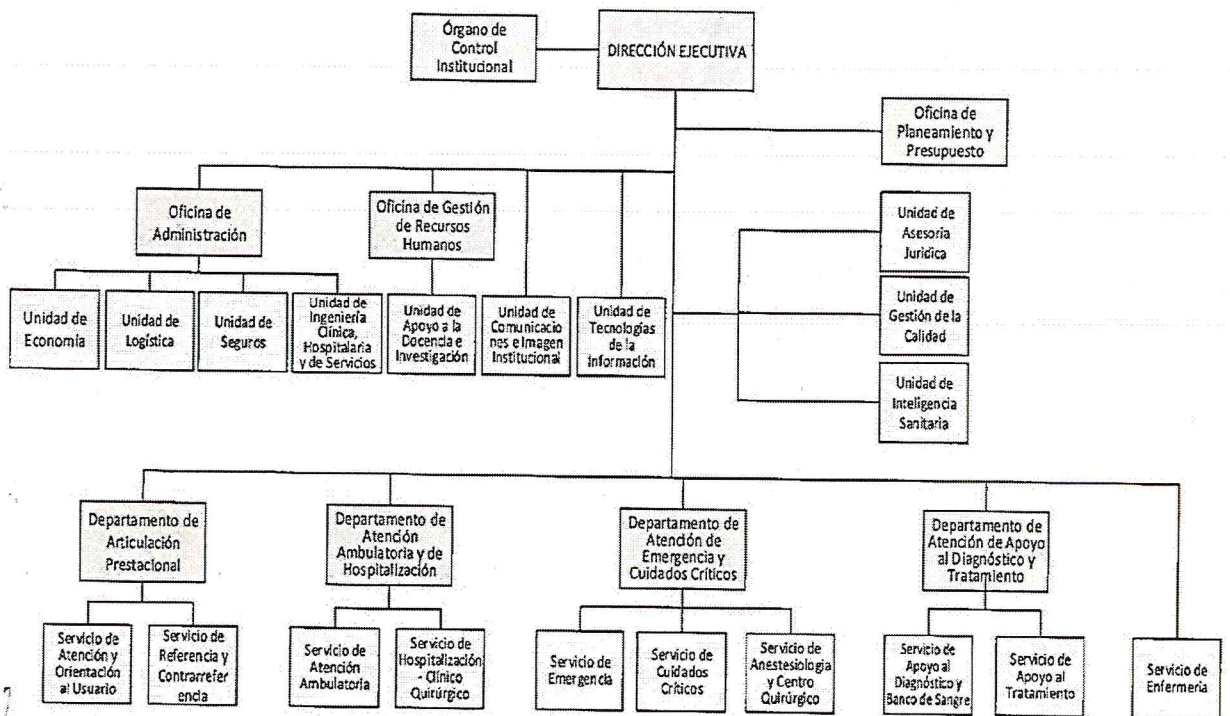 Órgano de
Control
Institucional
DIRECCIÓN EJECUTIVA
Oficina de
Planeamiento y
Presupuesto
Oficina de
Administración
Oficina de Gestión
de Recursos
Humanos
Unidad de
Asesoría
Jurídica
Unidad de
Gestión de la
Calidad
Unidad de
Inteligencia
Sanitaria
Unidad de
Economía
Unidad de
Logística
Unidad de
Seguros
Unidad de
Ingeniería
Clínica,
Hospitalaria
y de Servicios
Unidad de
Apoyo a la
Docencia e
Investigación
Unidad de
Comunicacio
nes e Imagen
Institucional
Unidad de
Tecnologías
de la
Información
Departamento de
Articulación
Prestacional
Departamento de
Atención
Ambulatoria y de
Hospitalización
Departamento de
Atención de
Emergencia y
Cuidados Críticos
Departamento de
Atención de Apoyo
al Diagnóstico y
Tratamiento
Servicio de
Atención y
Orientación
al Usuario
Servicio de
Referencia y
Contrarrefer
encia
Servicio de
Atención
Ambulatoria
Servicio de
Hospitalización
- Clínico
Quirúrgico
Servicio de
Emergencia
Servicio de
Cuidados
Críticos
Servicio de
Anestesiologia
y Centro
Quirúrgico
Servicio de
Apoyo al
Diagnóstico y
Banco de Sangre
Servicio de
Apoyo al
Tratamiento
Servicio de
Enfermería